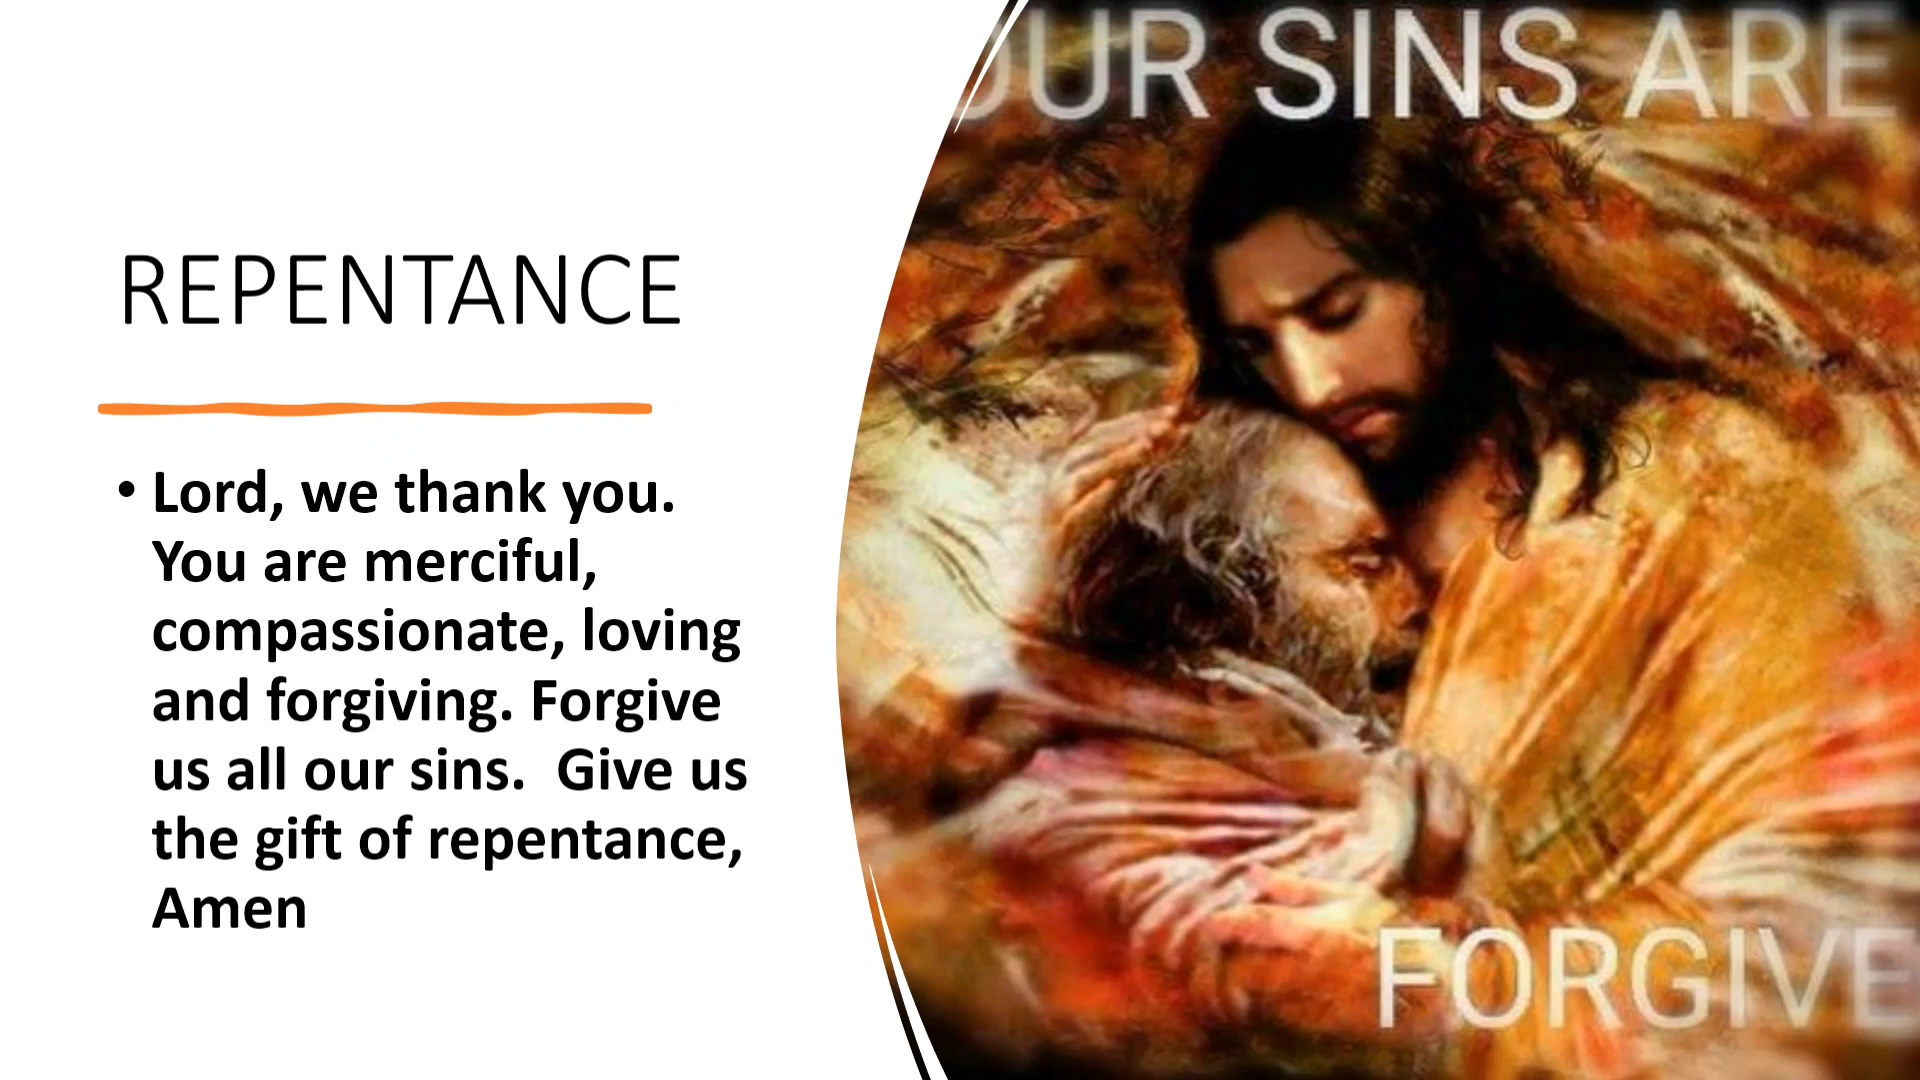 REPENTANCE
• Lord, we thank you.
You are merciful,
compassionate, loving
and forgiving. Forgive
us all our sins.  Give us
the gift of repentance,
Amen
OUR SINS ARE
FORGIVE